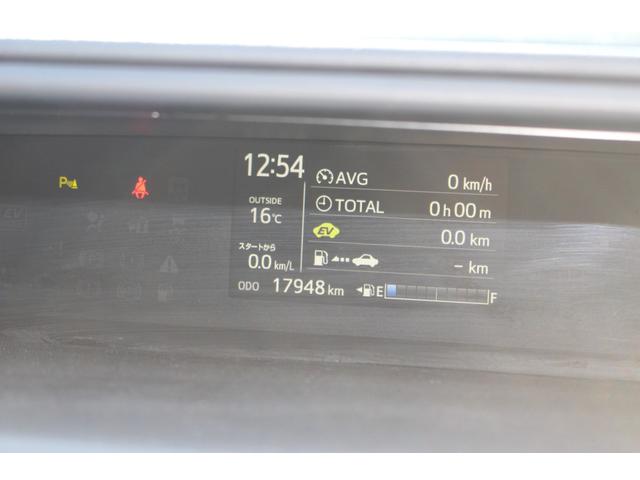 12:54
AVG 0 km/h
OUTSIDE
16℃
TOTAL 0h00m
EV 0.0 km
スタートから
0.0 km/L
- km
ODO 17948 km E F
P
EV